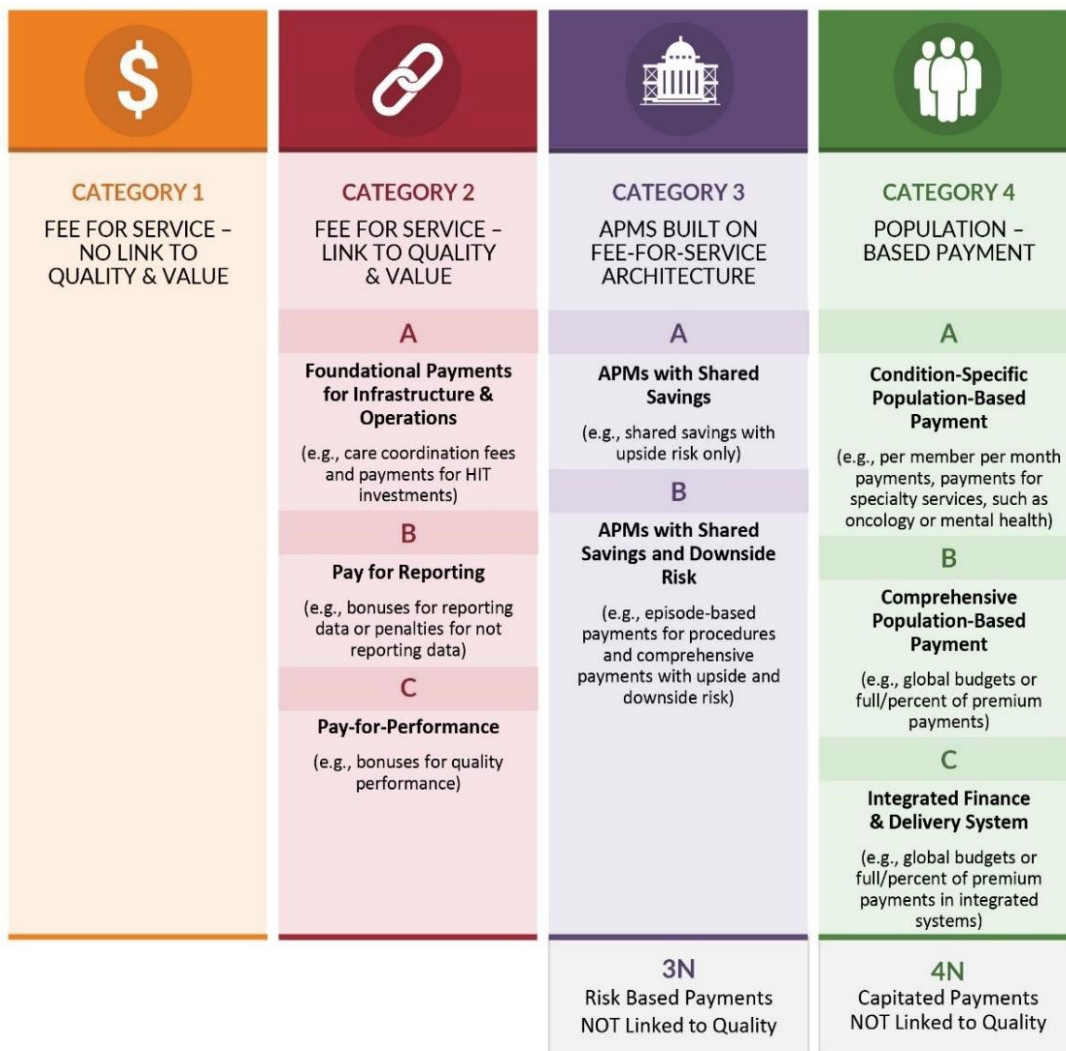 $
CATEGORY 1
FEE FOR SERVICE –
NO LINK TO
QUALITY & VALUE
CATEGORY 2
FEE FOR SERVICE –
LINK TO QUALITY
& VALUE
A
Foundational Payments
for Infrastructure &
Operations
(e.g., care coordination fees
and payments for HIT
investments)
B
Pay for Reporting
(e.g., bonuses for reporting
data or penalties for not
reporting data)
C
Pay-for-Performance
(e.g., bonuses for quality
performance)
CATEGORY 3
APMS BUILT ON
FEE-FOR-SERVICE
ARCHITECTURE
A
APMs with Shared
Savings
(e.g., shared savings with
upside risk only)
B
APMs with Shared
Savings and Downside
Risk
(e.g., episode-based
payments for procedures
and comprehensive
payments with upside and
downside risk)
3N
Risk Based Payments
NOT Linked to Quality
CATEGORY 4
POPULATION –
BASED PAYMENT
A
Condition-Specific
Population-Based
Payment
(e.g., per member per month
payments, payments for
specialty services, such as
oncology or mental health)
B
Comprehensive
Population-Based
Payment
(e.g., global budgets or
full/percent of premium
payments)
C
Integrated Finance
& Delivery System
(e.g., global budgets or
full/percent of premium
payments in integrated
systems)
4N
Capitated Payments
NOT Linked to Quality